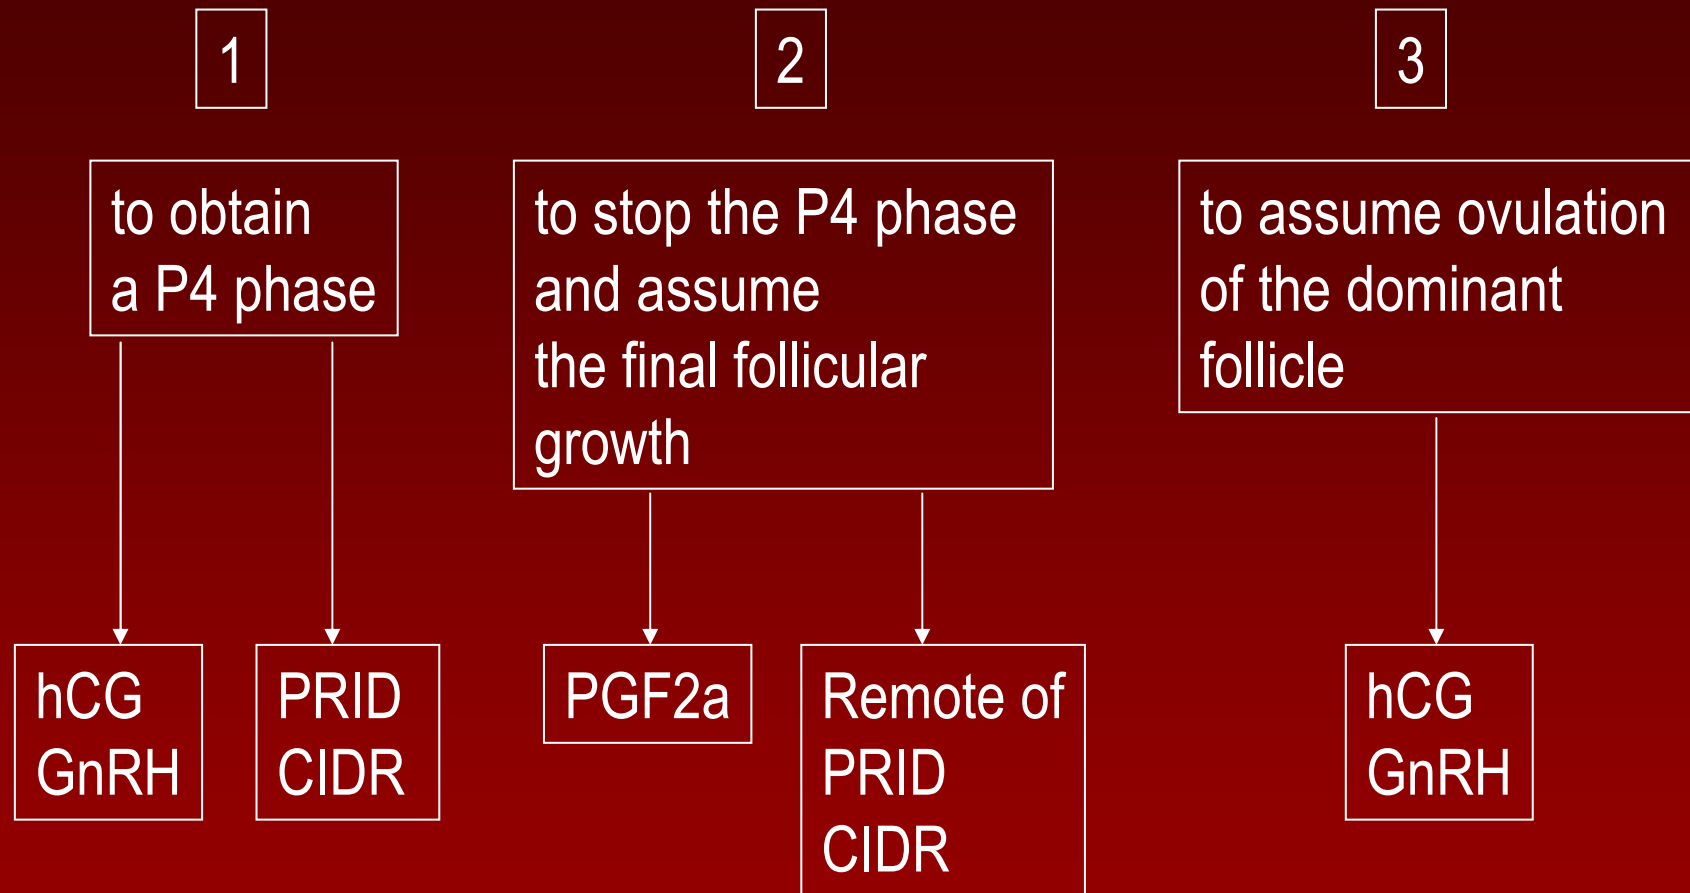 1
2
3
to obtain
a P4 phase
to stop the P4 phase
and assume
the final follicular
growth
to assume ovulation
of the dominant
follicle
hCG
GnRH
PRID
CIDR
PGF2a
Remote of
PRID
CIDR
hCG
GnRH